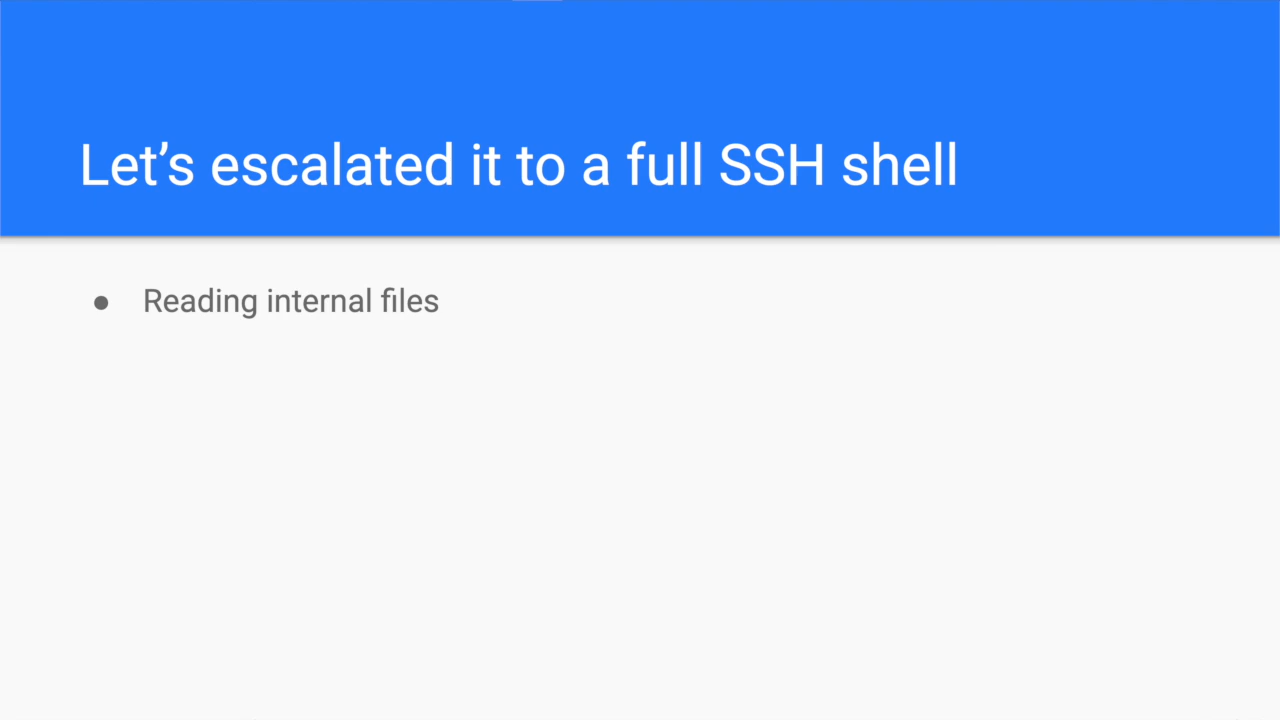 Let’s escalated it to a full SSH shell
● Reading internal files